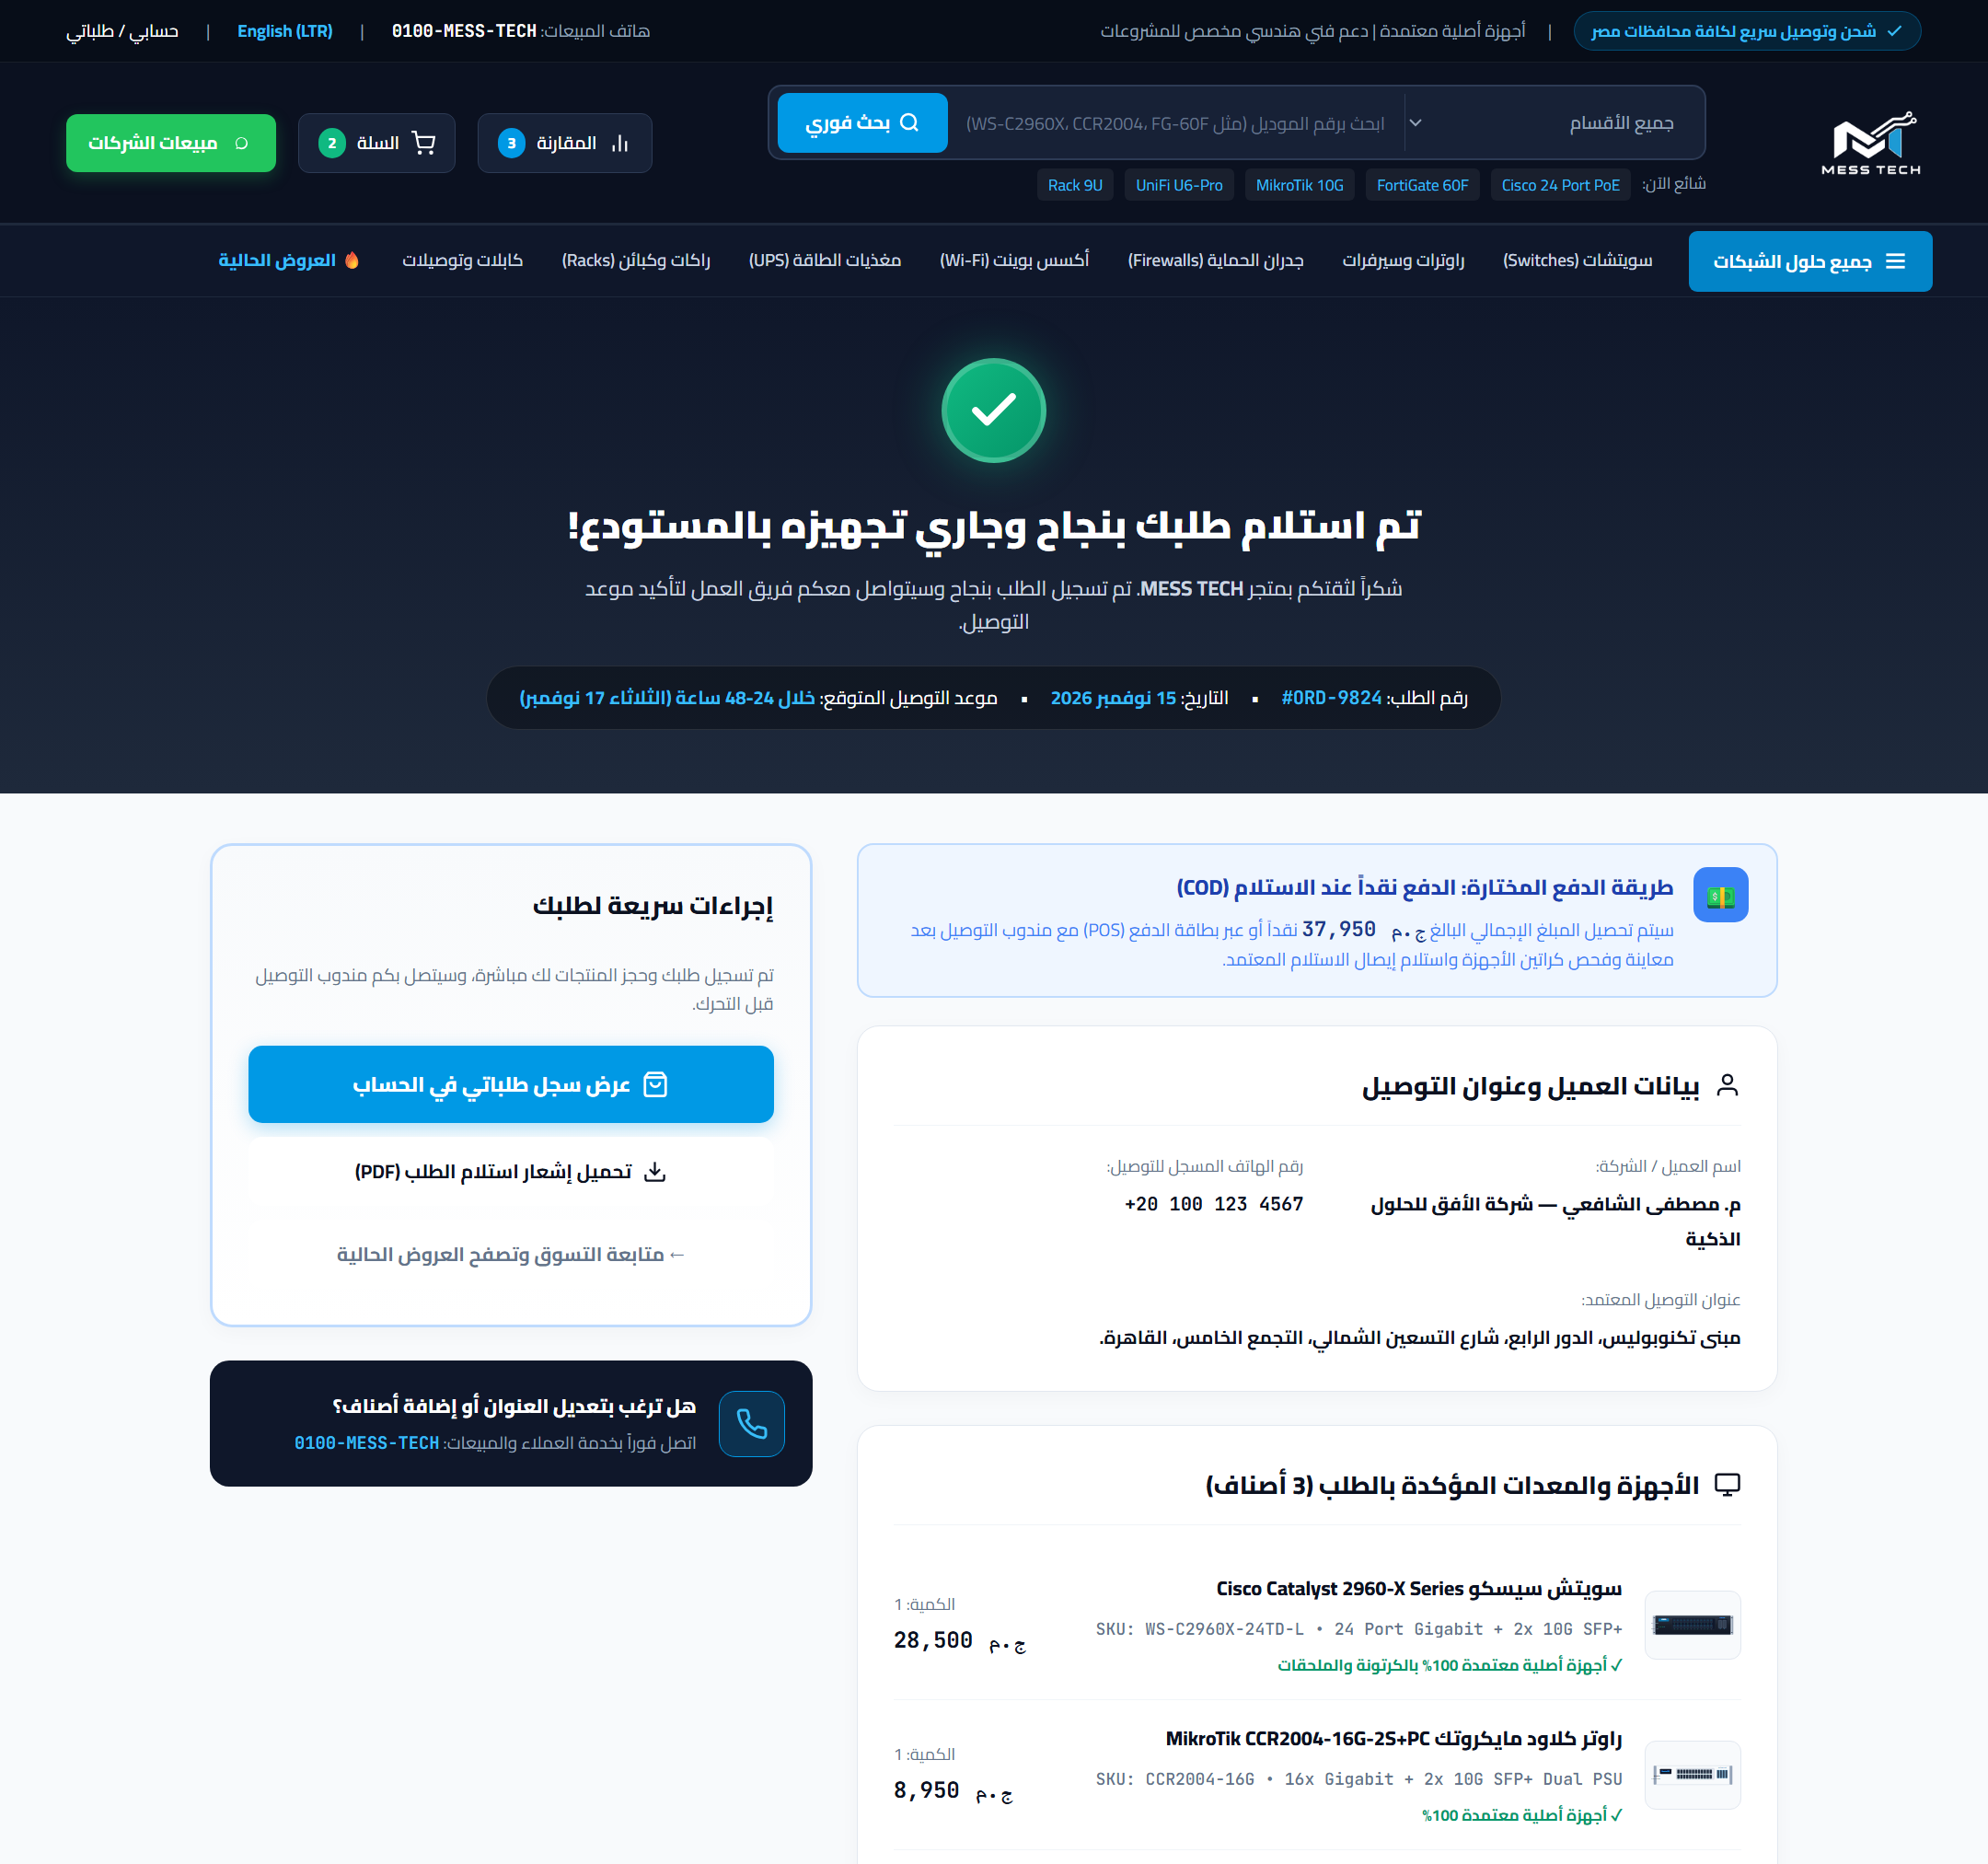 شحن وتوصيل سريع لكافة محافظات مصر
أجهزة أصلية معتمدة | دعم فني هندسي مخصص للمشروعات
هاتف المبيعات: 0100-MESS-TECH
English (LTR)
حسابي / طلباتي
MESS TECH
جميع الأقسام
ابحث برقم الموديل (مثل WS-C2960X، CCR2004، FG-60F)
بحث فوري
المقارنة 3
السلة 2
مبيعات الشركات
شائع الآن: Cisco 24 Port PoE FortiGate 60F MikroTik 10G UniFi U6-Pro Rack 9U
جميع حلول الشبكات
سويتشات (Switches)
راوترات وسيرفرات
جدران الحماية (Firewalls)
أكسس بوينت (Wi-Fi)
مغذيات الطاقة (UPS)
راكات وكبائن (Racks)
كابلات وتوصيلات
🔥 العروض الحالية
تم استلام طلبك بنجاح وجاري تجهيزه بالمستودع!
شكراً لثقتكم بمتجر MESS TECH. تم تسجيل الطلب بنجاح وسيتواصل معكم فريق العمل لتأكيد موعد
التوصيل.
رقم الطلب: #ORD-9824 ▪ التاريخ: 15 نوفمبر 2026 ▪ موعد التوصيل المتوقع: خلال 24-48 ساعة (الثلاثاء 17 نوفمبر)
طريقة الدفع المختارة: الدفع نقداً عند الاستلام (COD)
سيتم تحصيل المبلغ الإجمالي البالغ 37,950 ج.م نقداً أو عبر بطاقة الدفع (POS) مع مندوب التوصيل بعد
معاينة وفحص كراتين الأجهزة واستلام إيصال الاستلام المعتمد.
بيانات العميل وعنوان التوصيل
اسم العميل / الشركة:
م. مصطفى الشافعي — شركة الأفق للحلول
الذكية
رقم الهاتف المسجل للتوصيل:
+20 100 123 4567
عنوان التوصيل المعتمد:
مبنى تكنوبوليس، الدور الرابع، شارع التسعين الشمالي، التجمع الخامس، القاهرة.
الأجهزة والمعدات المؤكدة بالطلب (3 أصناف)
سويتش سيسكو Cisco Catalyst 2960-X Series
SKU: WS-C2960X-24TD-L • 24 Port Gigabit + 2x 10G SFP+
✓ أجهزة أصلية معتمدة 100% بالكرتونة والملحقات
الكمية: 1
28,500 ج.م
راوتر كلاود مايكروتك MikroTik CCR2004-16G-2S+PC
SKU: CCR2004-16G • 16x Gigabit + 2x 10G SFP+ Dual PSU
✓ أجهزة أصلية معتمدة 100%
الكمية: 1
8,950 ج.م
إجراءات سريعة لطلبك
تم تسجيل طلبك وحجز المنتجات لك مباشرة، وسيتصل بكم مندوب التوصيل
قبل التحرك.
عرض سجل طلباتي في الحساب
تحميل إشعار استلام الطلب (PDF)
← متابعة التسوق وتصفح العروض الحالية
هل ترغب بتعديل العنوان أو إضافة أصناف؟
اتصل فوراً بخدمة العملاء والمبيعات: 0100-MESS-TECH